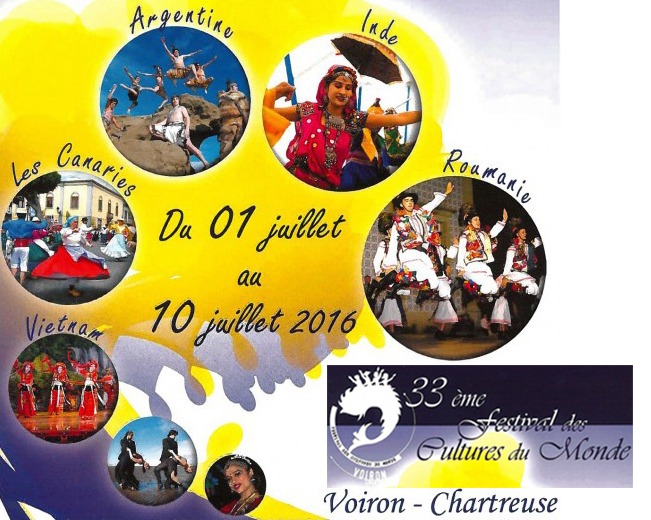 Argentine
Inde
Les Canaries
Roumanie
Du 01 juillet
au
10 juillet 2016
Vietnam
33 ème
Festival des
Cultures du Monde
VOIRON
Voiron - Chartreuse